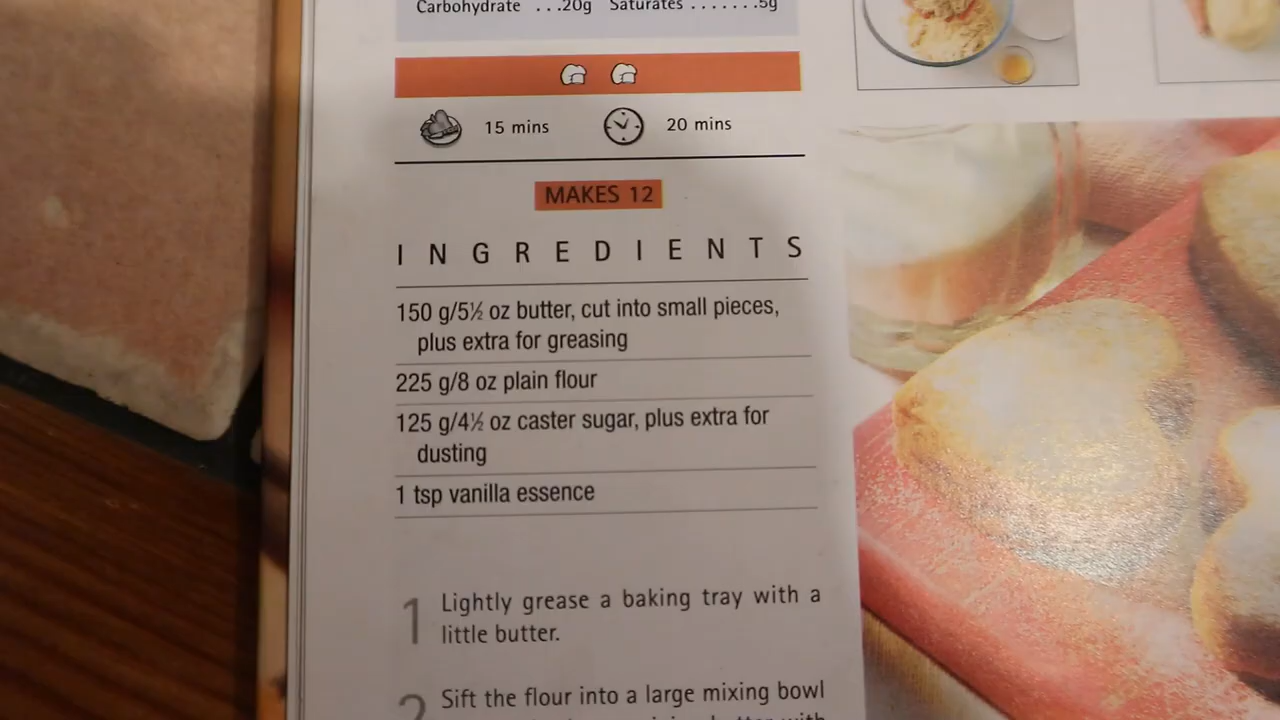 Carbohydrate ...20g Saturates .......5g
15 mins 20 mins
MAKES 12
INGREDIENTS
150 g/5½ oz butter, cut into small pieces,
plus extra for greasing
225 g/8 oz plain flour
125 g/4½ oz caster sugar, plus extra for
dusting
1 tsp vanilla essence
1 Lightly grease a baking tray with a
little butter.
2 Sift the flour into a large mixing bowl